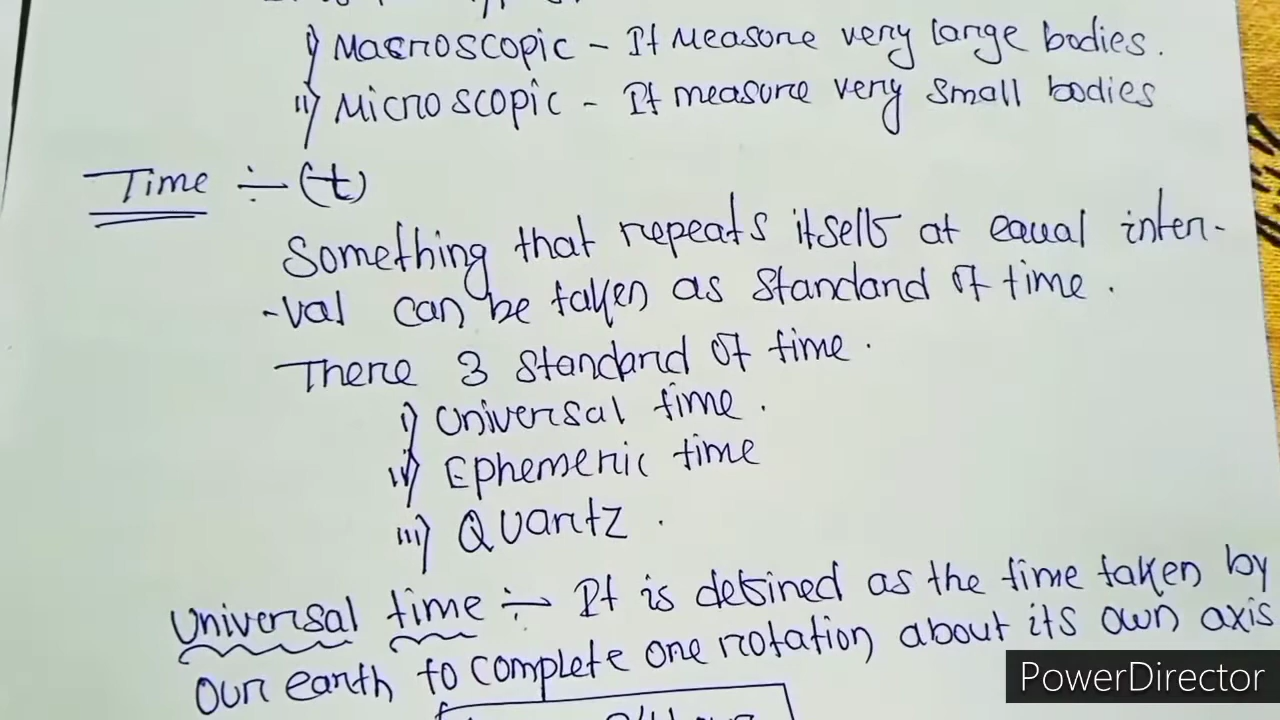 i) Macroscopic - It Measure very large bodies.
ii) Microscopic - It measure very small bodies
Time :- (t)
Something that repeats itself at equal inter-
-val can be taken as standard of time.
There 3 standard of time.
i) Universal time.
ii) Ephemeric time
iii) Quartz.
Universal time :- It is defined as the time taken by
our earth to complete one rotation about its own axis
PowerDirector